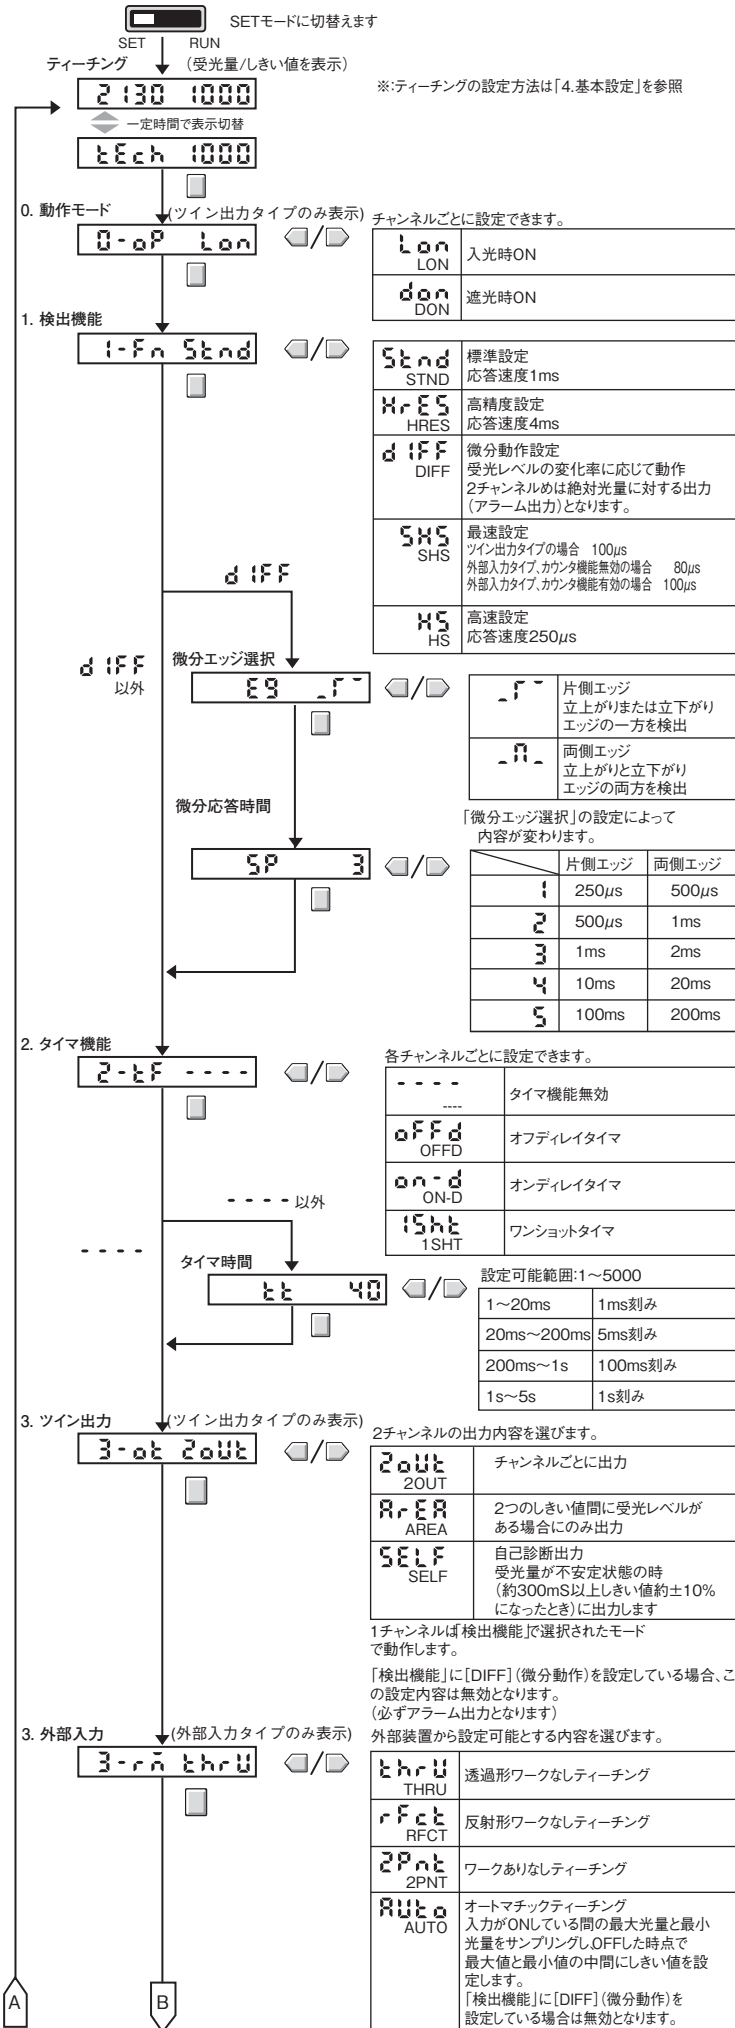 SETモードに切替えます
SET RUN
ティーチング (受光量/しきい値を表示)
2130 1000
※:ティーチングの設定方法は「4.基本設定」を参照
一定時間で表示切替
tEch 1000
0. 動作モード (ツイン出力タイプのみ表示)
0-oP Lon
チャンネルごとに設定できます。
Lon
LON
入光時ON
don
DON
遮光時ON
1. 検出機能
1-Fn Stnd
Stnd
STND
標準設定
応答速度1ms
HrES
HRES
高精度設定
応答速度4ms
dIFF
DIFF
微分動作設定
受光レベルの変化率に応じて動作
2チャンネルめは絶対光量に対する出力
(アラーム出力)となります。
SHS
SHS
最速設定
ツイン出力タイプの場合 100μs
外部入力タイプ、カウンタ機能無効の場合 80μs
外部入力タイプ、カウンタ機能有効の場合 100μs
HS
HS
高速設定
応答速度250μs
dIFF
dIFF
以外
微分エッジ選択
Eg
片側エッジ
立上がりまたは立下がり
エッジの一方を検出
両側エッジ
立上がりと立下がり
エッジの両方を検出
微分応答時間
SP 3
「微分エッジ選択」の設定によって
内容が変わります。
片側エッジ 両側エッジ
1 250μs 500μs
2 500μs 1ms
3 1ms 2ms
4 10ms 20ms
5 100ms 200ms
2. タイマ機能
2-tF ----
各チャンネルごとに設定できます。
----
----
タイマ機能無効
oFFd
OFFD
オフディレイタイマ
on-d
ON-D
オンディレイタイマ
1Sht
1SHT
ワンショットタイマ
----以外
----
タイマ時間
tt 40
設定可能範囲:1〜5000
1〜20ms 1ms刻み
20ms〜200ms 5ms刻み
200ms〜1s 100ms刻み
1s〜5s 1s刻み
3. ツイン出力 (ツイン出力タイプのみ表示)
3-ot 2oUt
2チャンネルの出力内容を選びます。
2oUt
2OUT
チャンネルごとに出力
ArEA
AREA
2つのしきい値間に受光レベルが
ある場合にのみ出力
SELF
SELF
自己診断出力
受光量が不安定状態の時
(約300mS以上しきい値約±10%
になったとき)に出力します
1チャンネルは「検出機能」で選択されたモード
で動作します。
「検出機能」に[DIFF](微分動作)を設定している場合、こ
の設定内容は無効となります。
(必ずアラーム出力となります)
3. 外部入力 (外部入力タイプのみ表示)
3-rm thrU
外部装置から設定可能とする内容を選びます。
thrU
THRU
透過形ワークなしティーチング
rFct
RFCT
反射形ワークなしティーチング
2Pnt
2PNT
ワークありなしティーチング
AUto
AUTO
オートマチックティーチング
入力がONしている間の最大光量と最小
光量をサンプリングし、OFFした時点で
最大値と最小値の中間にしきい値を設
定します。
「検出機能」に[DIFF](微分動作)を
設定している場合は無効となります。
A
B